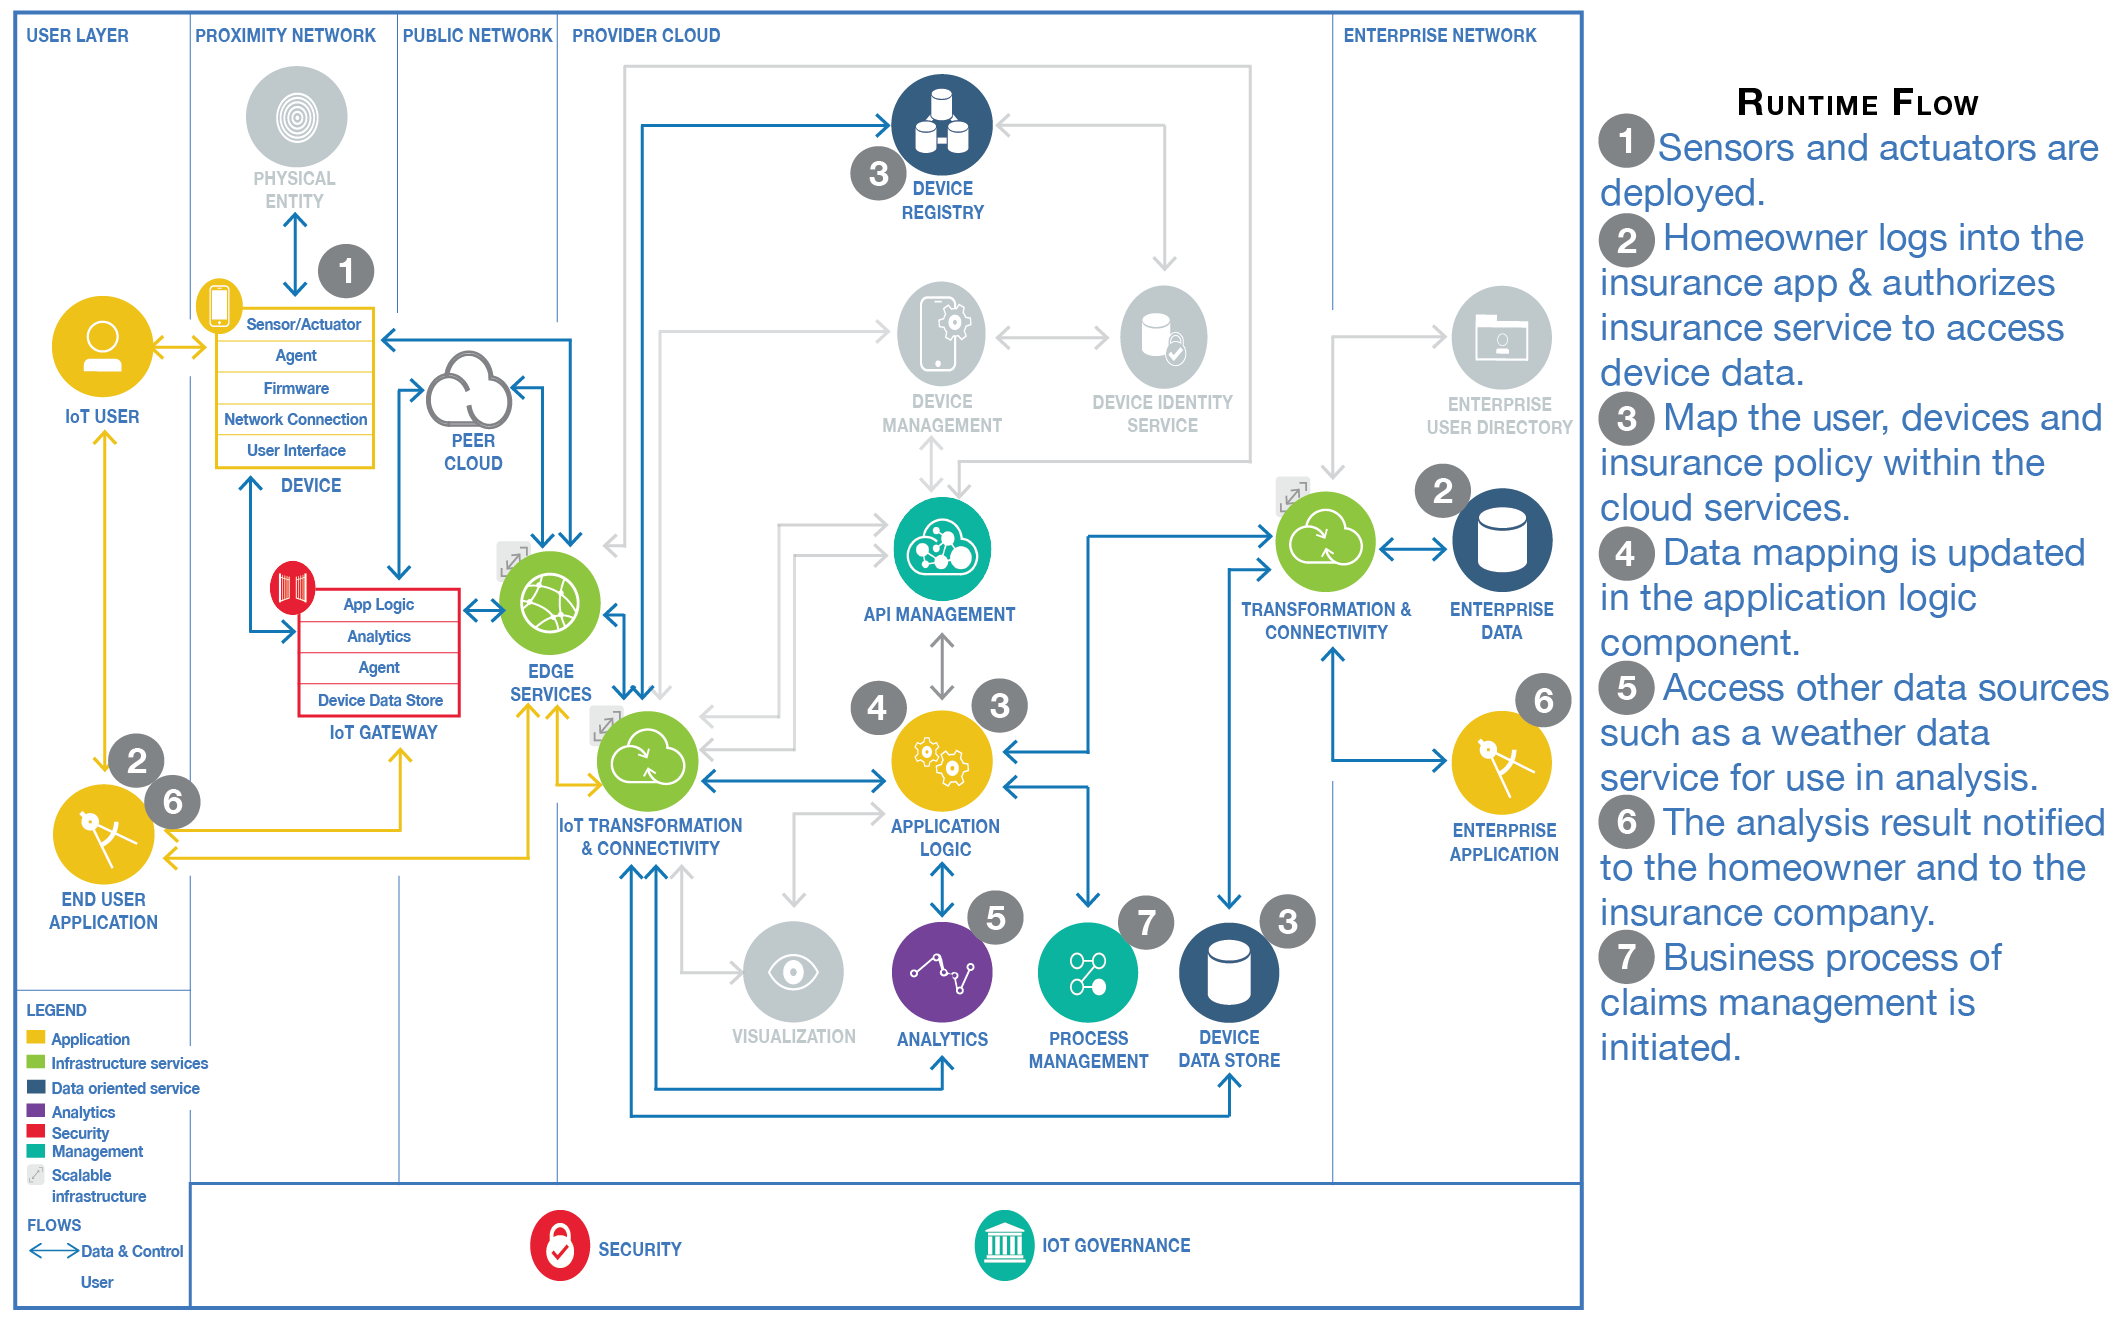 USER LAYER
PROXIMITY NETWORK
PUBLIC NETWORK
PROVIDER CLOUD
ENTERPRISE NETWORK
PHYSICAL
ENTITY
1
Sensor/Actuator
Agent
Firmware
Network Connection
User Interface
DEVICE
IoT USER
PEER
CLOUD
App Logic
Analytics
Agent
Device Data Store
IoT GATEWAY
EDGE
SERVICES
2
6
END USER
APPLICATION
3
DEVICE
REGISTRY
DEVICE
MANAGEMENT
DEVICE IDENTITY
SERVICE
API MANAGEMENT
IoT TRANSFORMATION
& CONNECTIVITY
4
3
APPLICATION
LOGIC
VISUALIZATION
5
ANALYTICS
7
PROCESS
MANAGEMENT
3
DEVICE
DATA STORE
ENTERPRISE
USER DIRECTORY
TRANSFORMATION &
CONNECTIVITY
2
ENTERPRISE
DATA
6
ENTERPRISE
APPLICATION
LEGEND
Application
Infrastructure services
Data oriented service
Analytics
Security
Management
Scalable
infrastructure
FLOWS
Data & Control
User
SECURITY
IOT GOVERNANCE
RUNTIME FLOW
1 Sensors and actuators are
deployed.
2 Homeowner logs into the
insurance app & authorizes
insurance service to access
device data.
3 Map the user, devices and
insurance policy within the
cloud services.
4 Data mapping is updated
in the application logic
component.
5 Access other data sources
such as a weather data
service for use in analysis.
6 The analysis result notified
to the homeowner and to the
insurance company.
7 Business process of
claims management is
initiated.